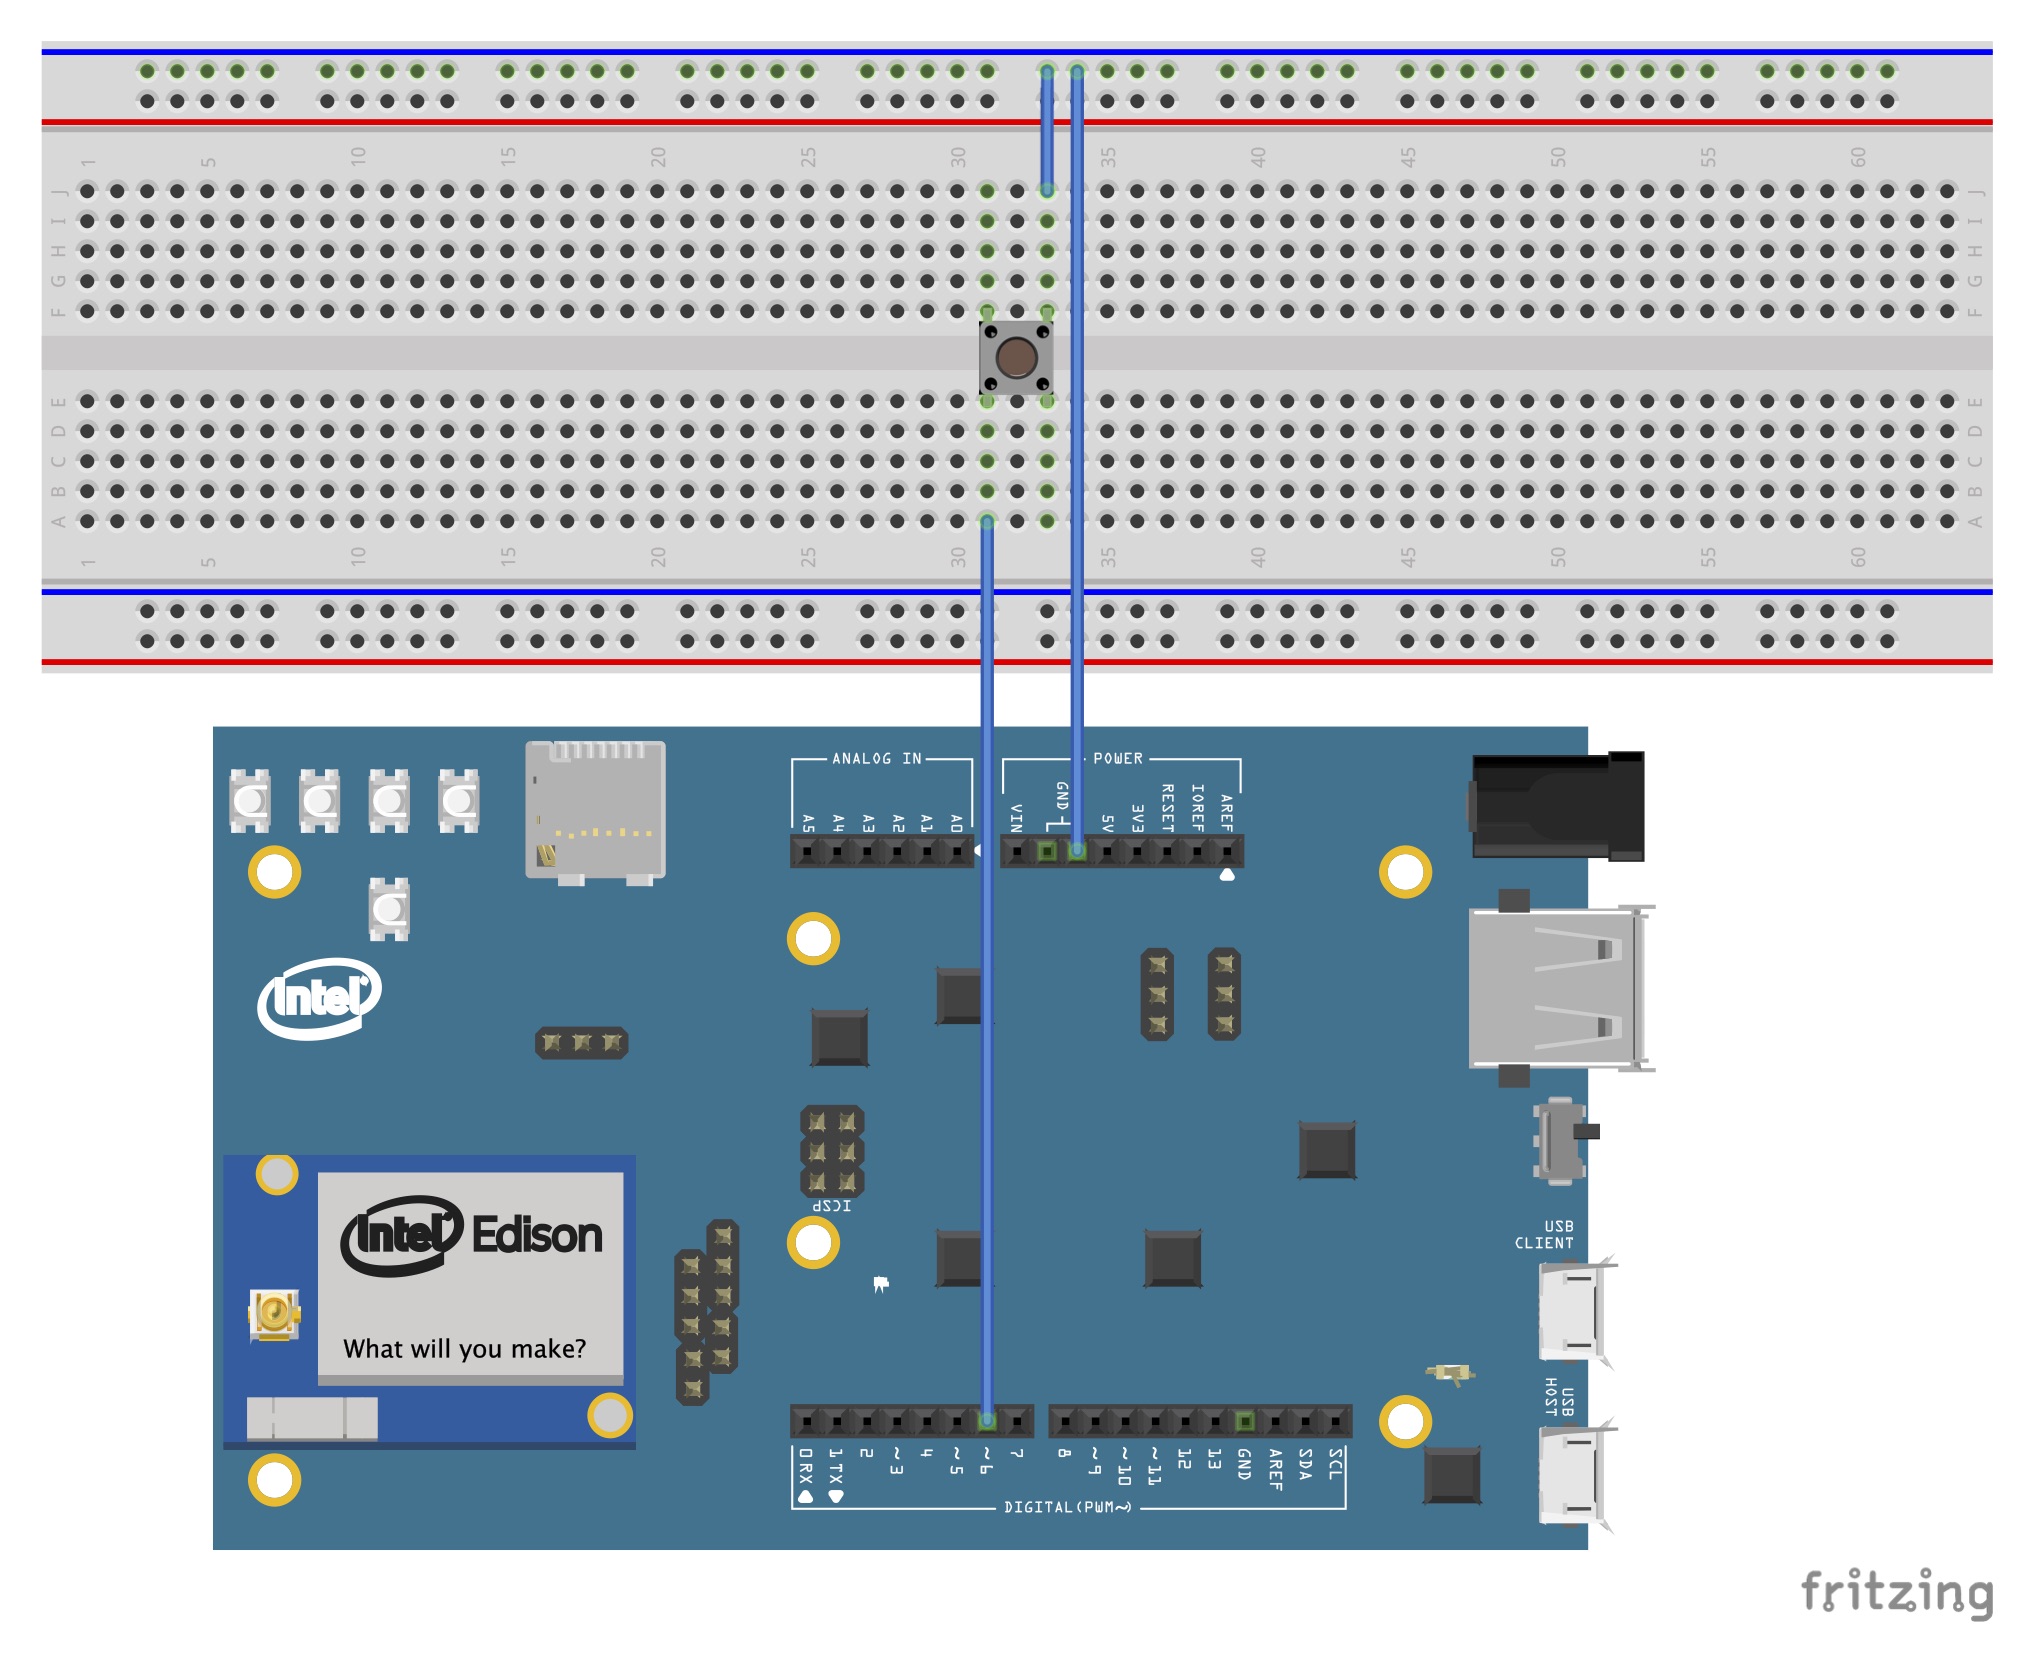 1 5 10 15 20 25 30 35 40 45 50 55 60
J J
I I
H H
G G
F F
E E
D D
C C
B B
A A
1 5 10 15 20 25 30 35 40 45 50 55 60
ANALOG IN
POWER
A5 A4 A3 A2 A1 A0
VIN GND 5V 3V3 RESET IOREF AREF
intel
ICSP
intel Edison
What will you make?
USB
CLIENT
USB
HOST
0 RX 1 TX 2 ~3 4 ~5 ~6 7 8 ~9 ~10 ~11 12 13 GND AREF SDA SCL
DIGITAL(PWM~)
fritzing